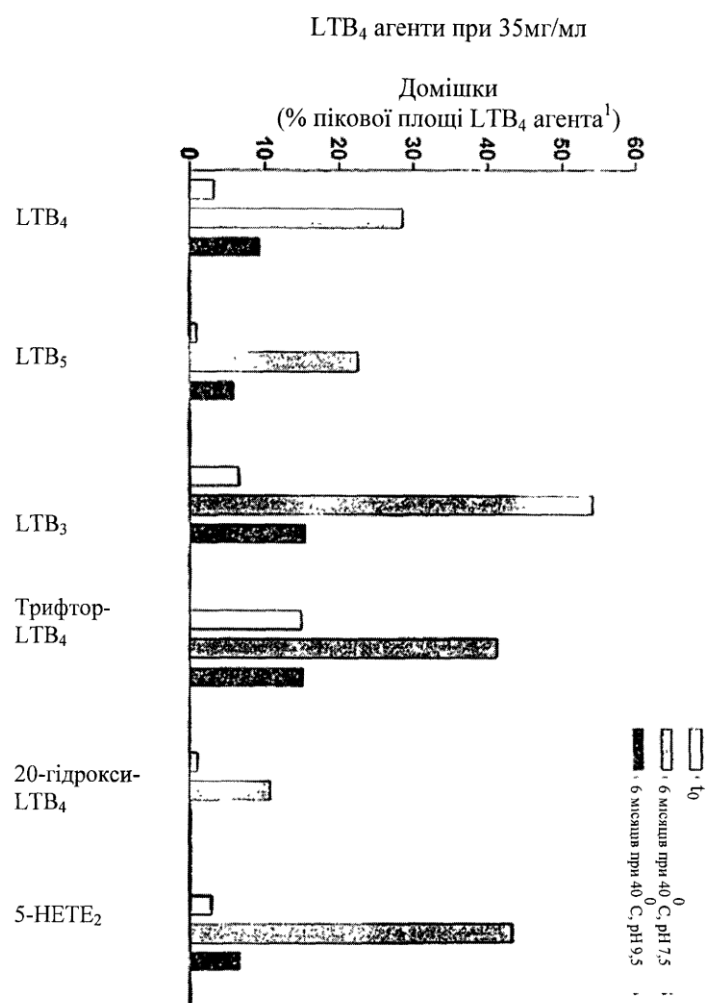 LTB₄ агенти при 35мг/мл
Домішки
(% пікової площі LTB₄ агента¹)
0
10
20
30
40
50
60
LTB₄
LTB₅
LTB₃
Трифтор-
LTB₄
20-гідрокси-
LTB₄
5-HETE₂
t₀
6 місяців при 40⁰C, pH 7,5
6 місяців при 40⁰C, pH 9,5